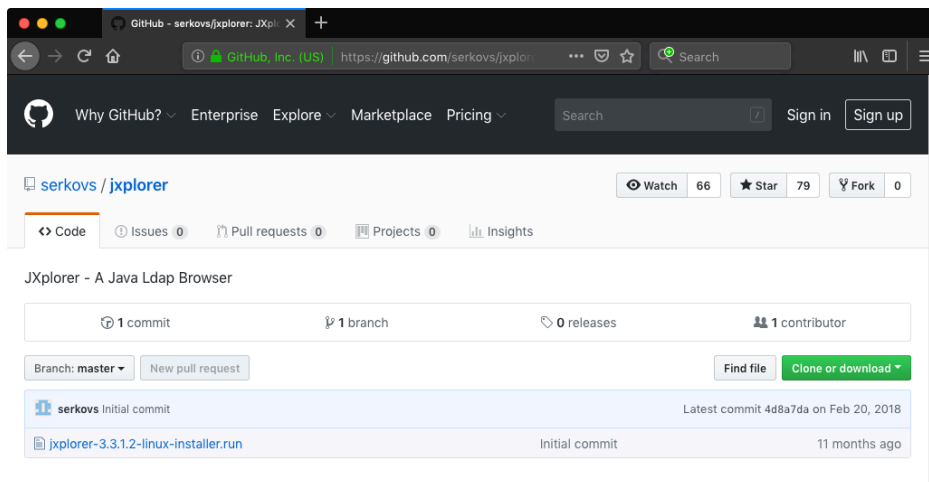 GitHub - serkovs/jxplorer: JXpl
GitHub, Inc. (US) https://github.com/serkovs/jxplor Search
Why GitHub? Enterprise Explore Marketplace Pricing Search / Sign in Sign up
serkovs / jxplorer Watch 66 Star 79 Fork 0
Code Issues 0 Pull requests 0 Projects 0 Insights
JXplorer - A Java Ldap Browser
1 commit 1 branch 0 releases 1 contributor
Branch: master New pull request Find file Clone or download
serkovs Initial commit Latest commit 4d8a7da on Feb 20, 2018
jxplorer-3.3.1.2-linux-installer.run Initial commit 11 months ago